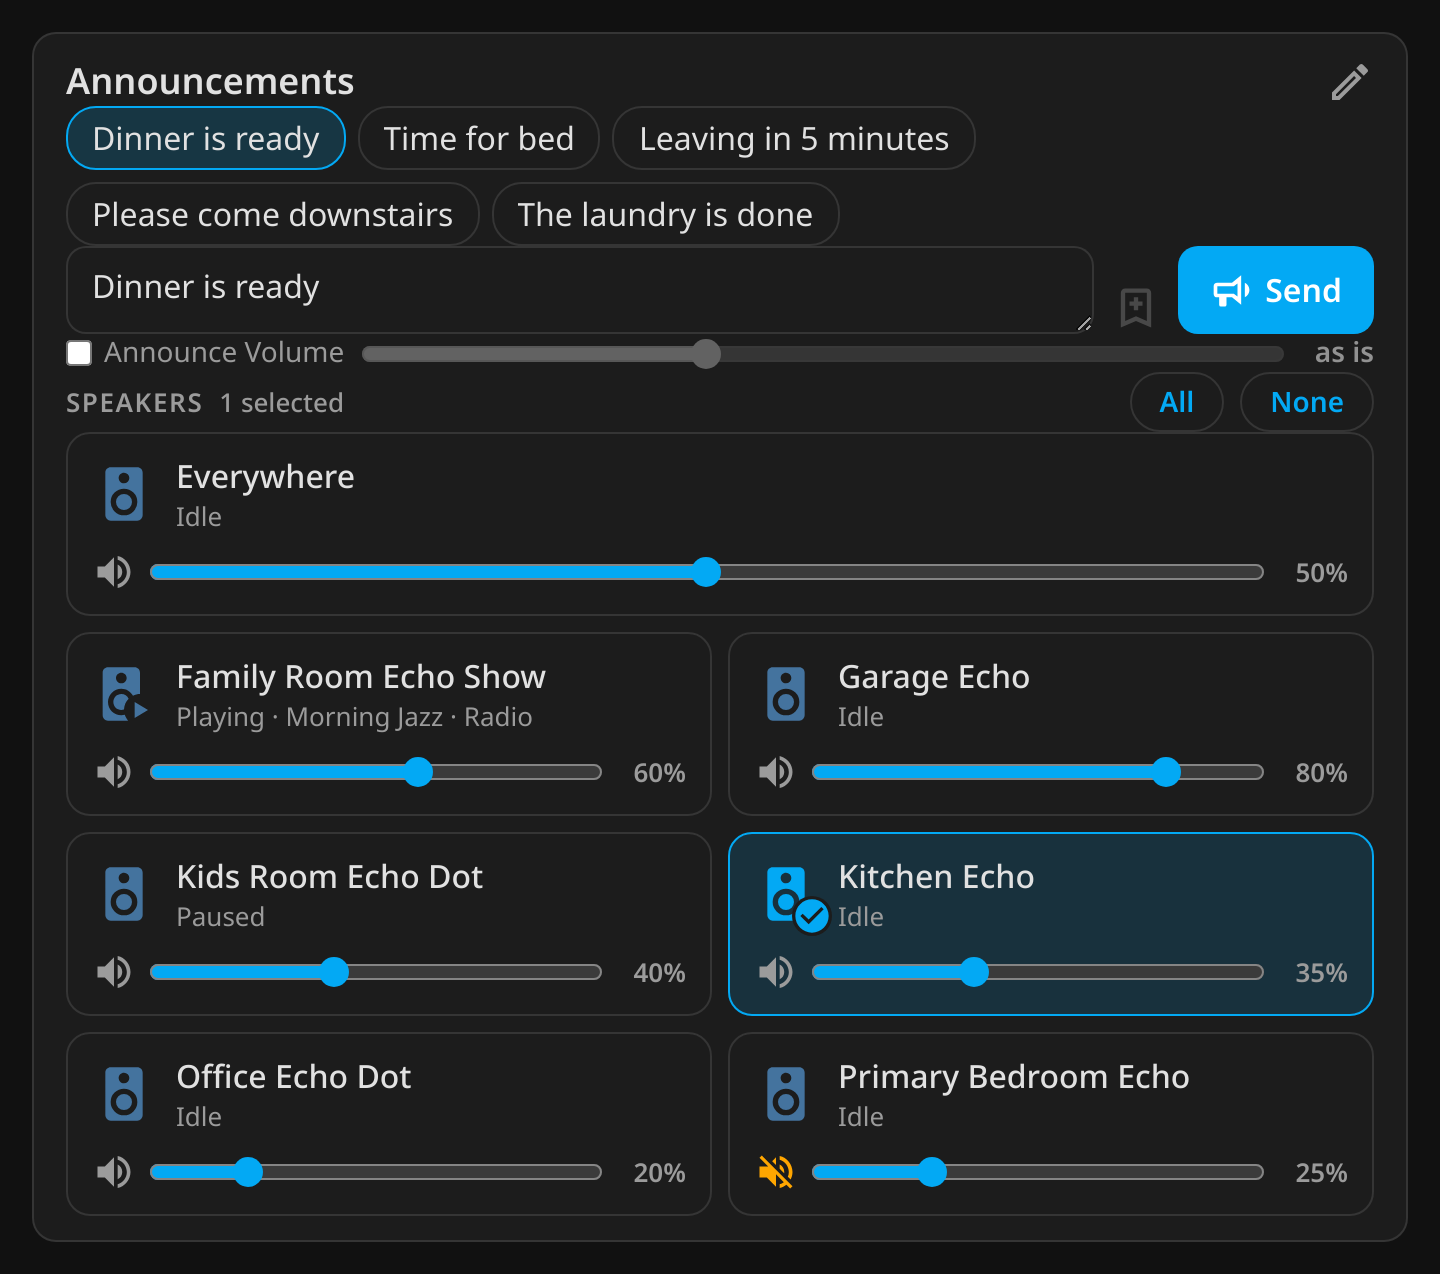 Announcements
Dinner is ready
Time for bed
Leaving in 5 minutes
Please come downstairs
The laundry is done
Dinner is ready
Send
Announce Volume
as is
SPEAKERS 1 selected
All
None
Everywhere
Idle
50%
Family Room Echo Show
Playing · Morning Jazz · Radio
60%
Garage Echo
Idle
80%
Kids Room Echo Dot
Paused
40%
Kitchen Echo
Idle
35%
Office Echo Dot
Idle
20%
Primary Bedroom Echo
Idle
25%